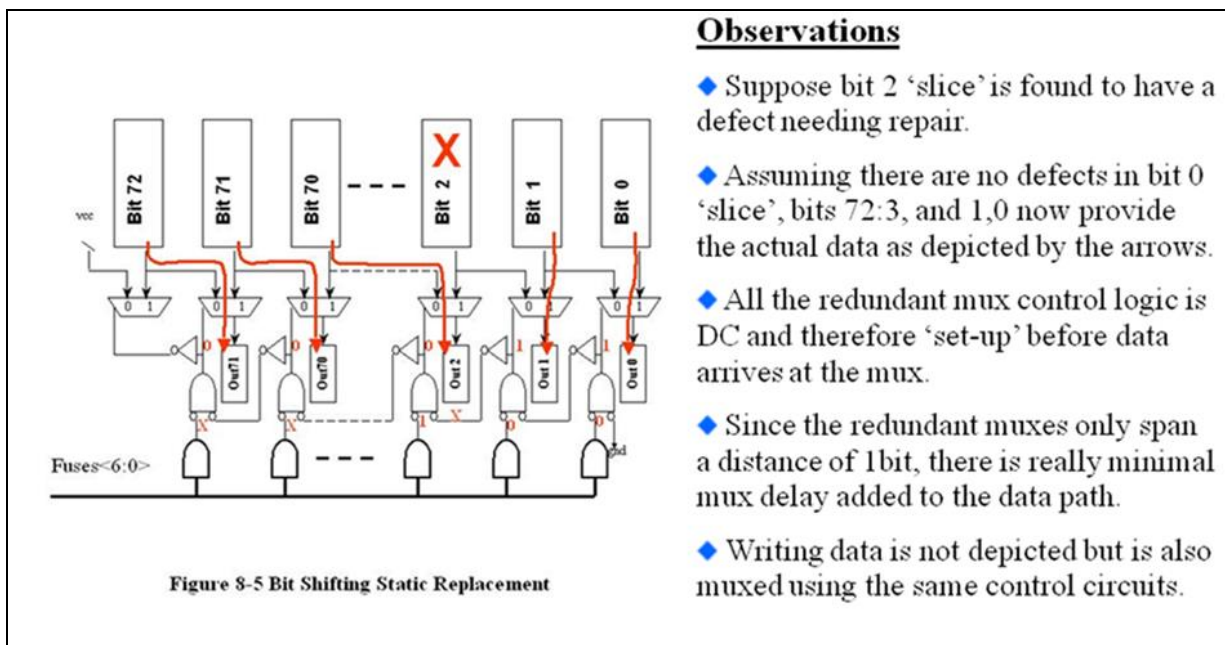 Observations
◆ Suppose bit 2 ‘slice’ is found to have a
defect needing repair.
◆ Assuming there are no defects in bit 0
‘slice’, bits 72:3, and 1,0 now provide
the actual data as depicted by the arrows.
◆ All the redundant mux control logic is
DC and therefore ‘set-up’ before data
arrives at the mux.
◆ Since the redundant muxes only span
a distance of 1bit, there is really minimal
mux delay added to the data path.
◆ Writing data is not depicted but is also
muxed using the same control circuits.
Bit 72
Bit 71
Bit 70
Bit 2
X
Bit 1
Bit 0
vcc
0 1
0 1
0 1
0 1
0 1
0 1
0
0
0
1
1
Out71
Out70
Out 2
Out 1
Out 0
X
X
1
X
0
0
gnd
Fuses<6:0>
Figure 8-5 Bit Shifting Static Replacement